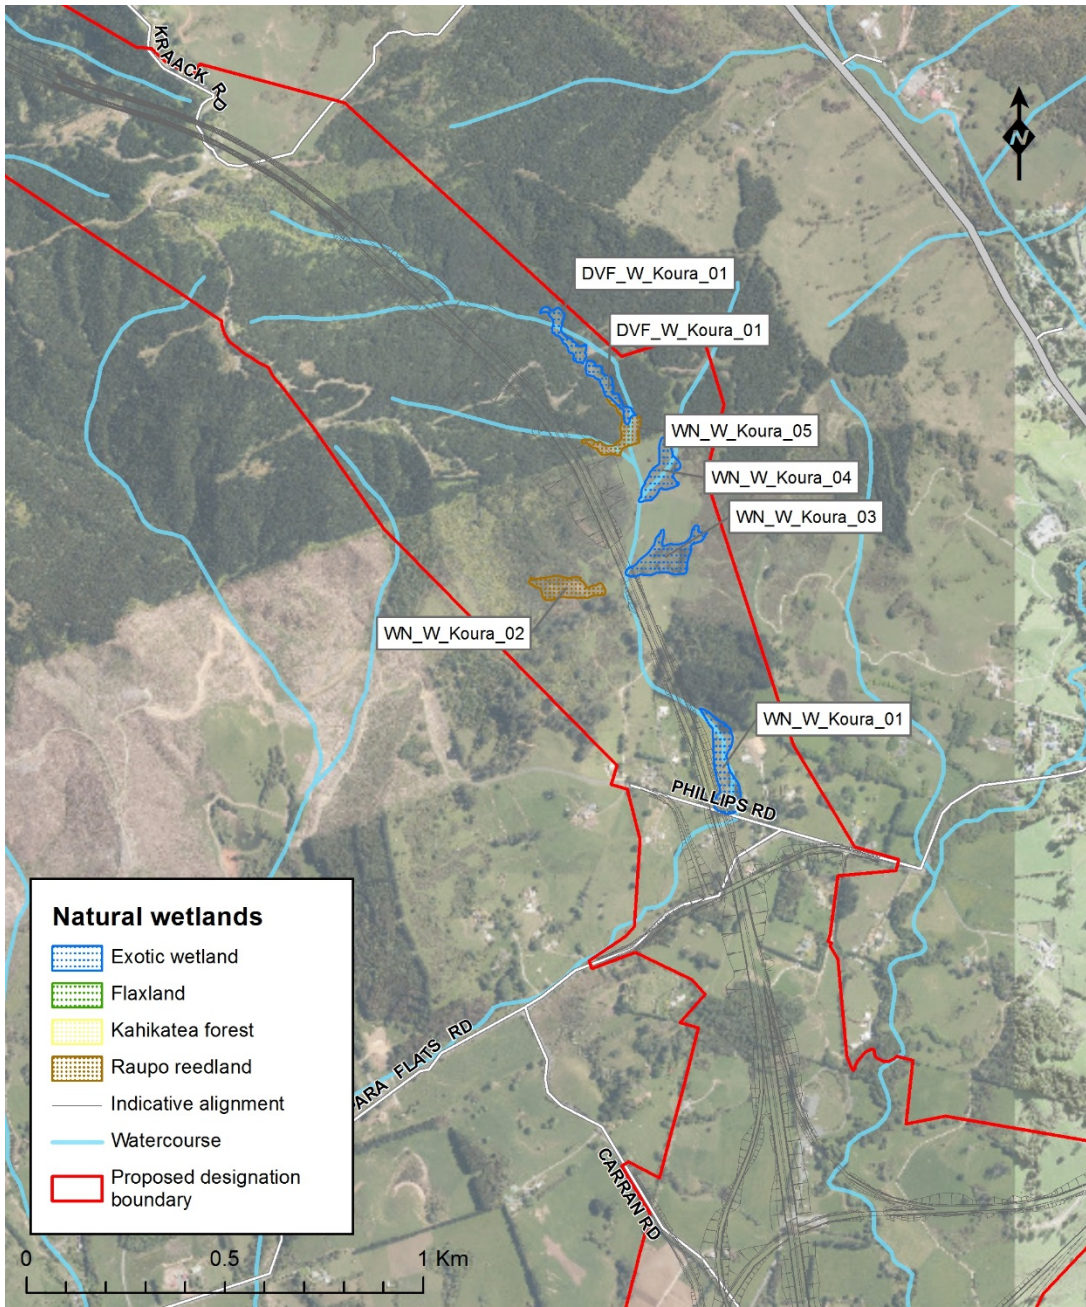 KRAACK RD
N
DVF_W_Koura_01
DVF_W_Koura_01
WN_W_Koura_05
WN_W_Koura_04
WN_W_Koura_03
WN_W_Koura_02
WN_W_Koura_01
PHILLIPS RD
Natural wetlands
Exotic wetland
Flaxland
Kahikatea forest
Raupo reedland
Indicative alignment
Watercourse
Proposed designation
boundary
ARA FLATS RD
CARRAN RD
0 0.5 1 Km